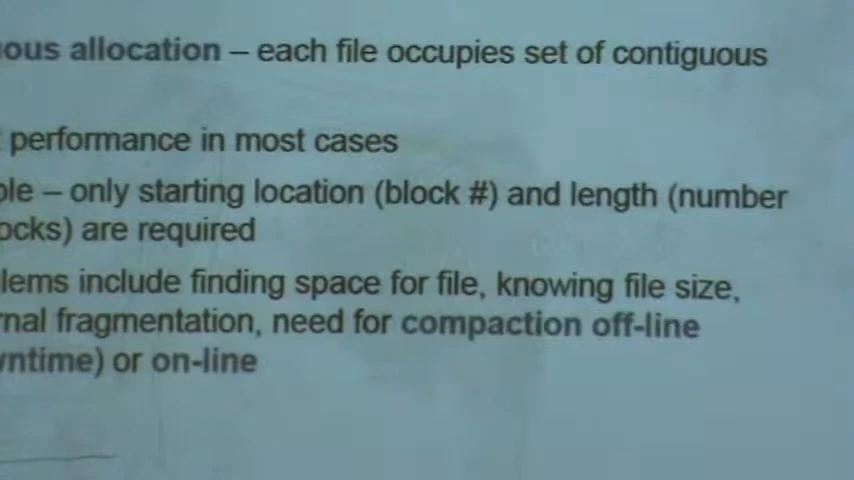 ous allocation – each file occupies set of contiguous
performance in most cases
ple – only starting location (block #) and length (number
ocks) are required
lems include finding space for file, knowing file size,
rnal fragmentation, need for compaction off-line
wntime) or on-line